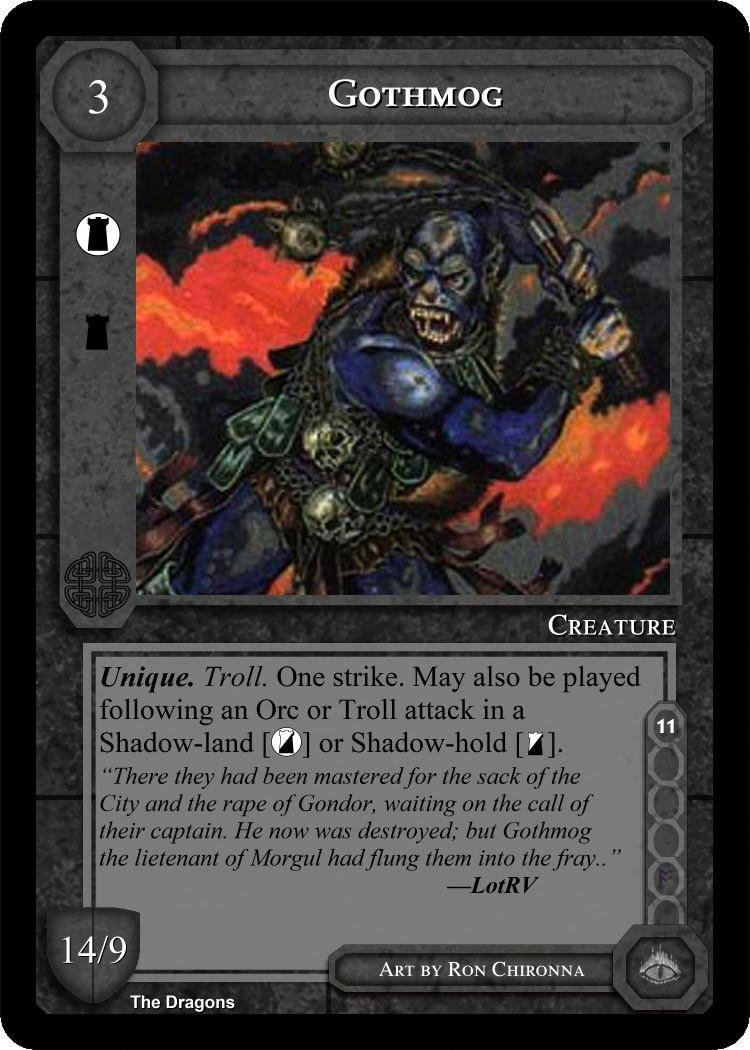 3
GOTHMOG
CREATURE
Unique. Troll. One strike. May also be played
following an Orc or Troll attack in a
Shadow-land [ ] or Shadow-hold [ ].
“There they had been mastered for the sack of the
City and the rape of Gondor, waiting on the call of
their captain. He now was destroyed; but Gothmog
the lietenant of Morgul had flung them into the fray..”
—LotRV
11
14/9
ART BY RON CHIRONNA
The Dragons